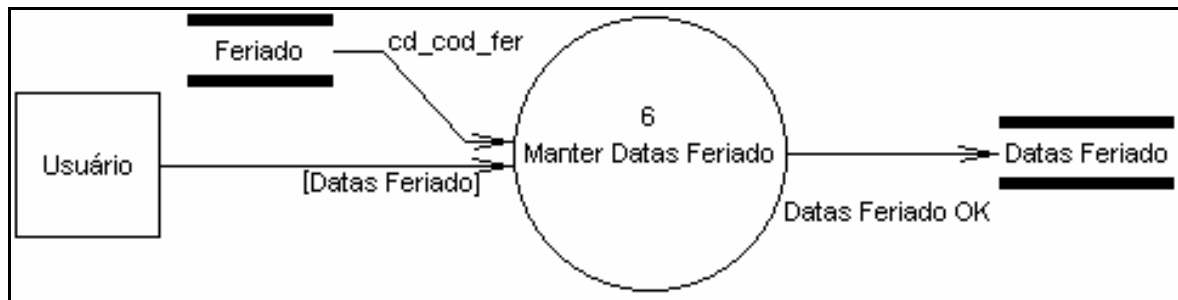 Feriado
cd_cod_fer
Usuário
[Datas Feriado]
6
Manter Datas Feriado
Datas Feriado
Datas Feriado OK